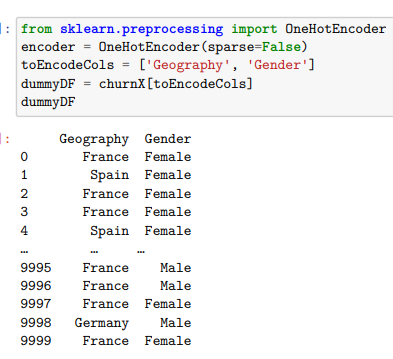 ]: from sklearn.preprocessing import OneHotEncoder
encoder = OneHotEncoder(sparse=False)
toEncodeCols = ['Geography', 'Gender']
dummyDF = churnX[toEncodeCols]
dummyDF
]: Geography Gender
0 France Female
1 Spain Female
2 France Female
3 France Female
4 Spain Female
… … …
9995 France Male
9996 France Male
9997 France Female
9998 Germany Male
9999 France Female